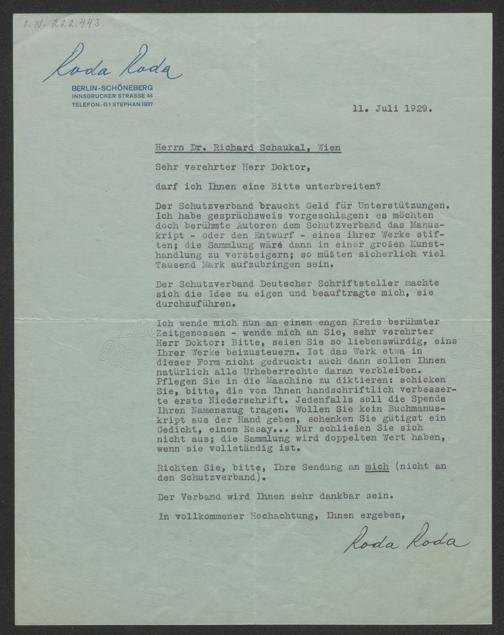 I.N. 222.443
Roda Roda
BERLIN-SCHÖNEBERG
INNSBRUCKER STRASSE 44
TELEFON: G 1 STEPHAN 1937
11. Juli 1929.
Herrn Dr. Richard Schaukal, Wien
Sehr verehrter Herr Doktor,
darf ich Ihnen eine Bitte unterbreiten?
Der Schutzverband braucht Geld für Unterstützungen.
Ich habe gesprächsweis vorgeschlagen: es möchten
doch berühmte Autoren dem Schutzverband das Manus-
kript - oder den Entwurf - eines ihrer Werke stif-
ten; die Sammlung wäre dann in einer großen Kunst-
handlung zu versteigern; so müßten sicherlich viel
Tausend Mark aufzubringen sein.
Der Schutzverband Deutscher Schriftsteller machte
sich die Idee zu eigen und beauftragte mich, sie
durchzuführen.
Ich wende mich nun an einen engen Kreis berühmter
Zeitgenossen - wende mich an Sie, sehr verehrter
Herr Doktor: Bitte, seien Sie so liebenswürdig, eins
Ihrer Werke beizusteuern. Ist das Werk etwa in
dieser Form nicht gedruckt: auch dann sollen Ihnen
natürlich alle Urheberrechte daran verbleiben.
Pflegen Sie in die Maschine zu diktieren: schicken
Sie, bitte, die von Ihnen handschriftlich verbesser-
te erste Niederschrift. Jedenfalls soll die Spende
Ihren Namenszug tragen. Wollen Sie kein Buchmanus-
kript aus der Hand geben, schenken Sie gütigst ein
Gedicht, einen Essay... Nur schließen Sie sich
nicht aus; die Sammlung wird doppelten Wert haben,
wenn sie vollständig ist.
Richten Sie, bitte, Ihre Sendung an mich (nicht an
den Schutzverband).
Der Verband wird Ihnen sehr dankbar sein.
In vollkommener Hochachtung, Ihnen ergeben,
Roda Roda